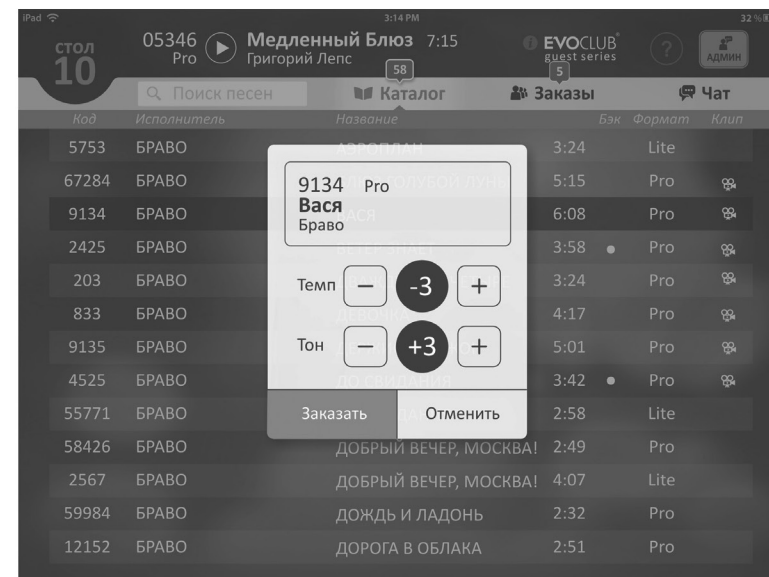 iPad 3:14 PM 32 %
стол 05346 Медленный Блюз 7:15 EVOCLUB ? АДМИН
10 Pro Григорий Лепс guest series
58 5
Поиск песен Каталог Заказы Чат
Код Исполнитель Название Бэк Формат Клип
5753 БРАВО АЭРОПЛАН 3:24 Lite
67284 БРАВО 5:15 Pro
9134 БРАВО ВАСЯ 6:08 Pro
2425 БРАВО ВЕТЕР ЗНАЕТ 3:58 Pro
203 БРАВО 3:24 Pro
833 БРАВО 4:17 Pro
9135 БРАВО 5:01 Pro
4525 БРАВО ДО СВИДАНИЯ 3:42 Pro
55771 БРАВО 2:58 Lite
58426 БРАВО ДОБРЫЙ ВЕЧЕР, МОСКВА! 2:49 Pro
2567 БРАВО ДОБРЫЙ ВЕЧЕР, МОСКВА! 4:07 Lite
59984 БРАВО ДОЖДЬ И ЛАДОНЬ 2:32 Pro
12152 БРАВО ДОРОГА В ОБЛАКА 2:51 Pro
9134 Pro
Вася
Браво
Темп − -3 +
Тон − +3 +
Заказать Отменить